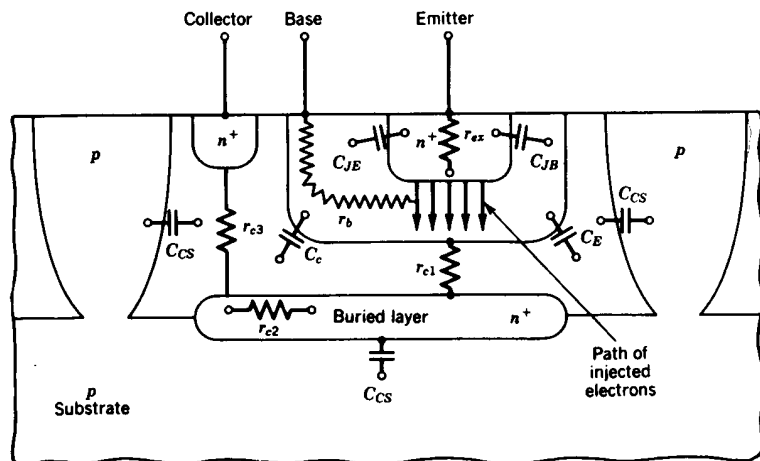 Collector Base Emitter
p
n+
n+
r_ex
p
C_JE
C_JB
C_CS
C_CS
r_c3
C_c
r_b
C_E
r_c1
r_c2
Buried layer
n+
Path of
injected
electrons
C_CS
p
Substrate